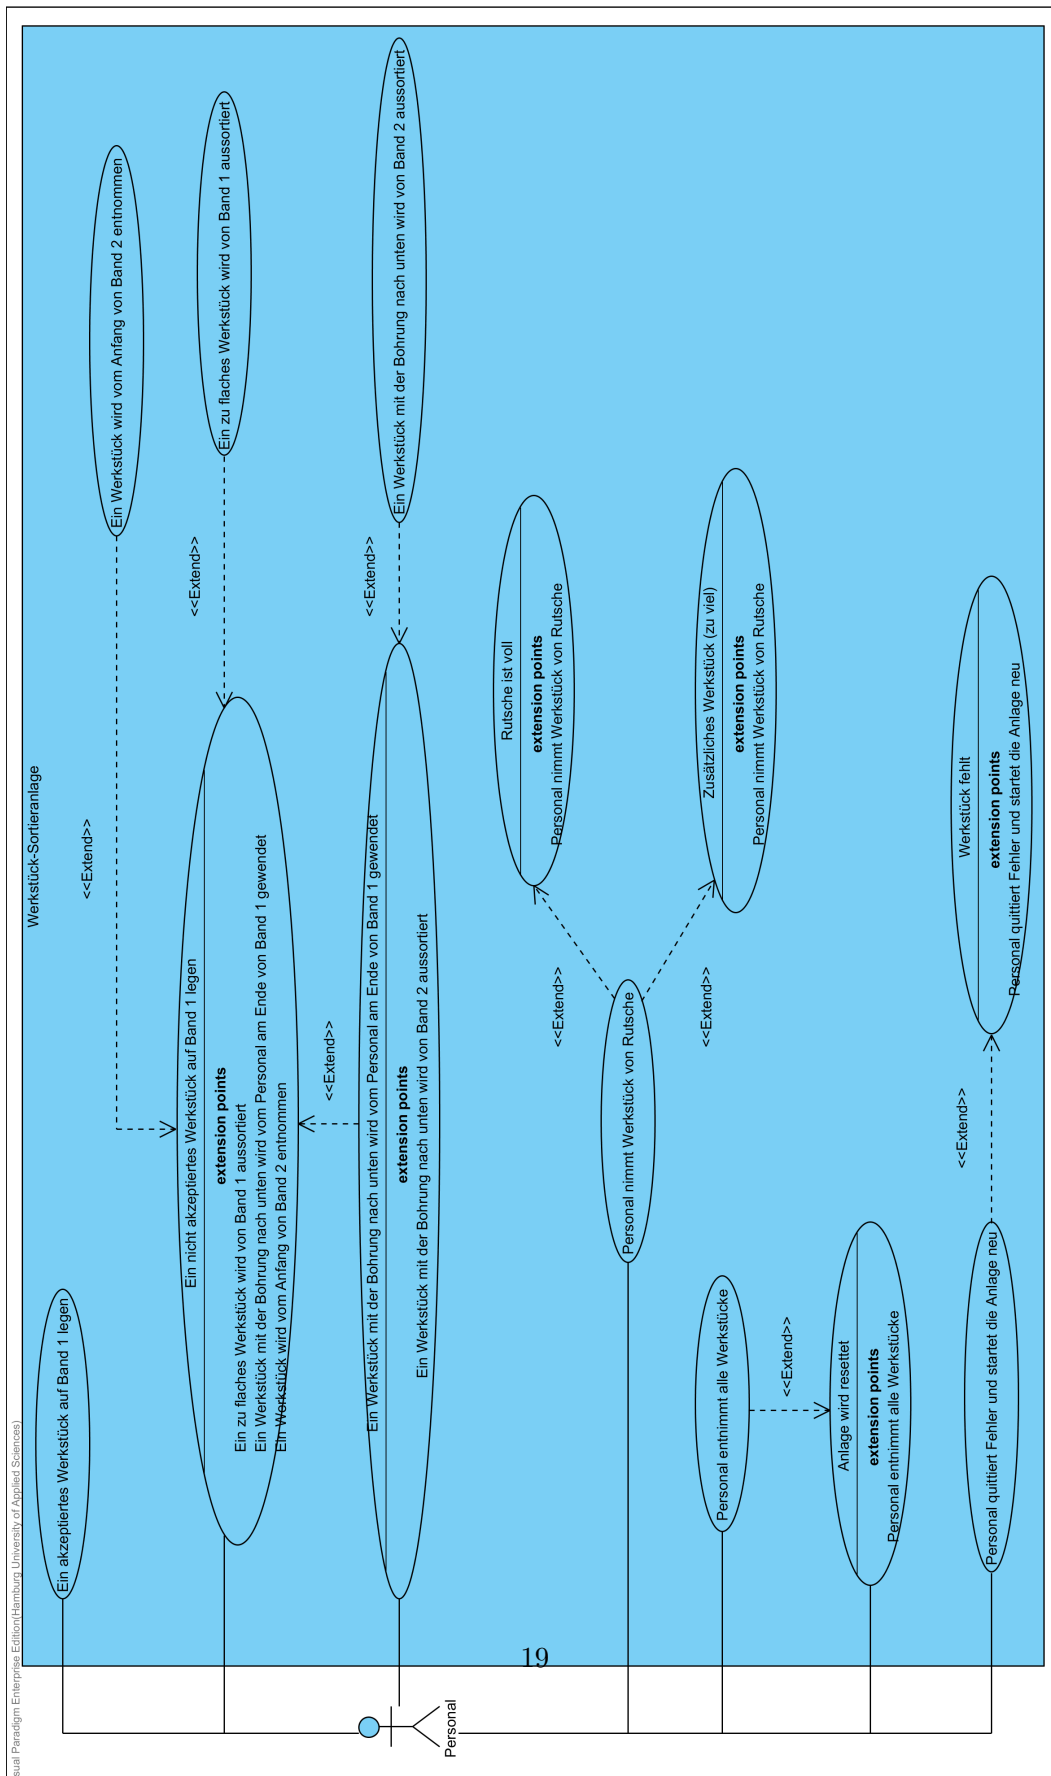 sual Paradigm Enterprise Edition(Hamburg University of Applied Sciences)
Werkstück-Sortieranlage
Ein akzeptiertes Werkstück auf Band 1 legen
<<Extend>>
Ein Werkstück wird vom Anfang von Band 2 entnommen
Ein nicht akzeptiertes Werkstück auf Band 1 legen
extension points
Ein zu flaches Werkstück wird von Band 1 aussortiert
Ein Werkstück mit der Bohrung nach unten wird vom Personal am Ende von Band 1 gewendet
Ein Werkstück wird vom Anfang von Band 2 entnommen
<<Extend>>
Ein zu flaches Werkstück wird von Band 1 aussortiert
<<Extend>>
Ein Werkstück mit der Bohrung nach unten wird vom Personal am Ende von Band 1 gewendet
extension points
Ein Werkstück mit der Bohrung nach unten wird von Band 2 aussortiert
<<Extend>>
Ein Werkstück mit der Bohrung nach unten wird von Band 2 aussortiert
Personal
Rutsche ist voll
extension points
Personal nimmt Werkstück von Rutsche
<<Extend>>
Personal nimmt Werkstück von Rutsche
<<Extend>>
Zusätzliches Werkstück (zu viel)
extension points
Personal nimmt Werkstück von Rutsche
Personal entnimmt alle Werkstücke
<<Extend>>
Anlage wird resettet
extension points
Personal entnimmt alle Werkstücke
Personal quittiert Fehler und startet die Anlage neu
<<Extend>>
Werkstück fehlt
extension points
Personal quittiert Fehler und startet die Anlage neu
19